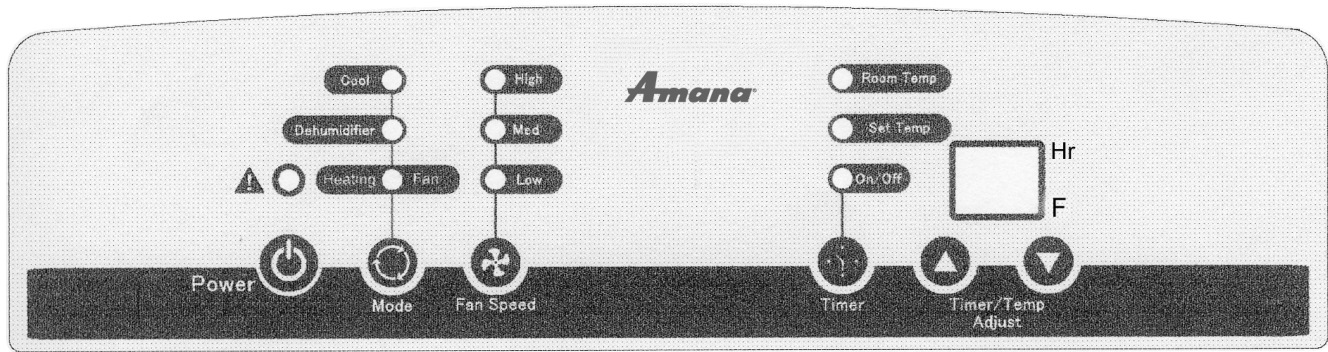 Cool
High
Amana
Room Temp
Dehumidifier
Med
Set Temp
Heating Fan
Low
On/Off
Hr
F
Power
Mode
Fan Speed
Timer
Timer/Temp
Adjust